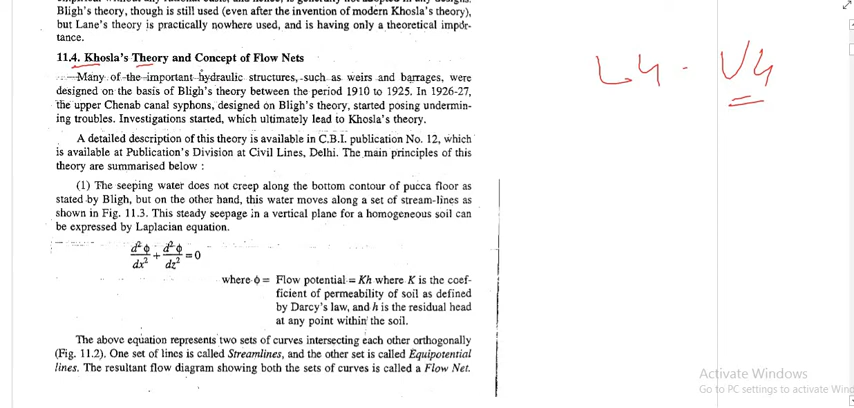 Bligh's theory, though is still used (even after the invention of modern Khosla's theory),
but Lane's theory is practically nowhere used, and is having only a theoretical impor-
tance.
11.4. Khosla's Theory and Concept of Flow Nets
Many of the important hydraulic structures, such as weirs and barrages, were
designed on the basis of Bligh's theory between the period 1910 to 1925. In 1926-27,
the upper Chenab canal syphons, designed on Bligh's theory, started posing undermin-
ing troubles. Investigations started, which ultimately lead to Khosla's theory.
A detailed description of this theory is available in C.B.I. publication No. 12, which
is available at Publication's Division at Civil Lines, Delhi. The main principles of this
theory are summarised below :
(1) The seeping water does not creep along the bottom contour of pucca floor as
stated by Bligh, but on the other hand, this water moves along a set of stream-lines as
shown in Fig. 11.3. This steady seepage in a vertical plane for a homogeneous soil can
be expressed by Laplacian equation.
d²φ/dx² + d²φ/dz² = 0
where φ = Flow potential = Kh where K is the coef-
ficient of permeability of soil as defined
by Darcy's law, and h is the residual head
at any point within the soil.
The above equation represents two sets of curves intersecting each other orthogonally
(Fig. 11.2). One set of lines is called Streamlines, and the other set is called Equipotential
lines. The resultant flow diagram showing both the sets of curves is called a Flow Net.
L4 - V4
Activate Windows
Go to PC settings to activate Wind